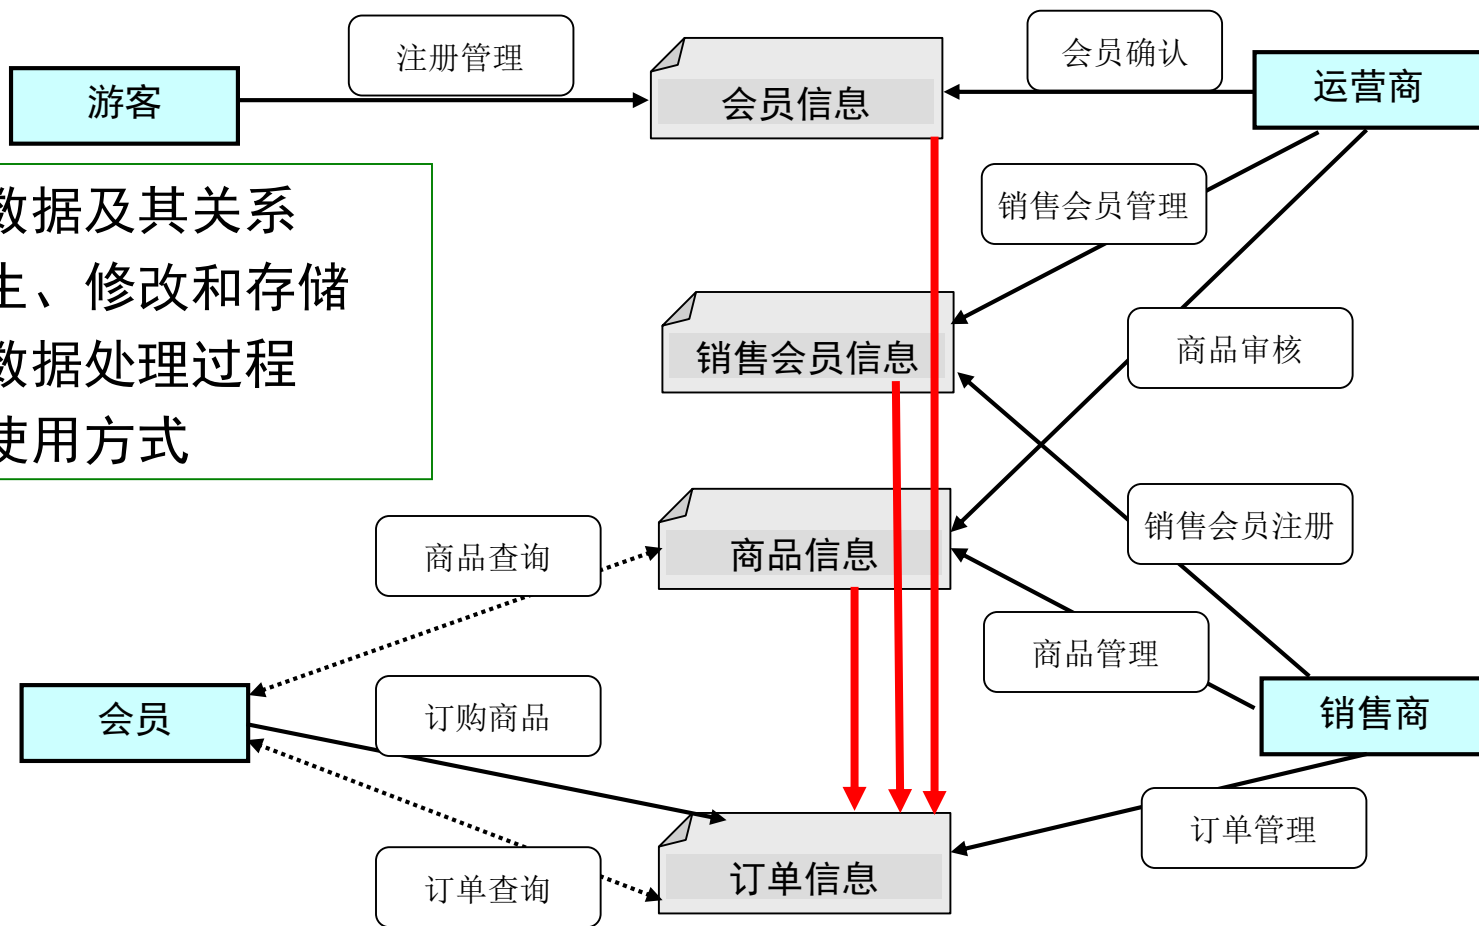 注册管理
会员信息
会员确认
运营商
游客
数据及其关系
生、修改和存储
数据处理过程
使用方式
销售会员管理
销售会员信息
商品审核
商品查询
商品信息
销售会员注册
商品管理
会员
订购商品
销售商
订单管理
订单查询
订单信息